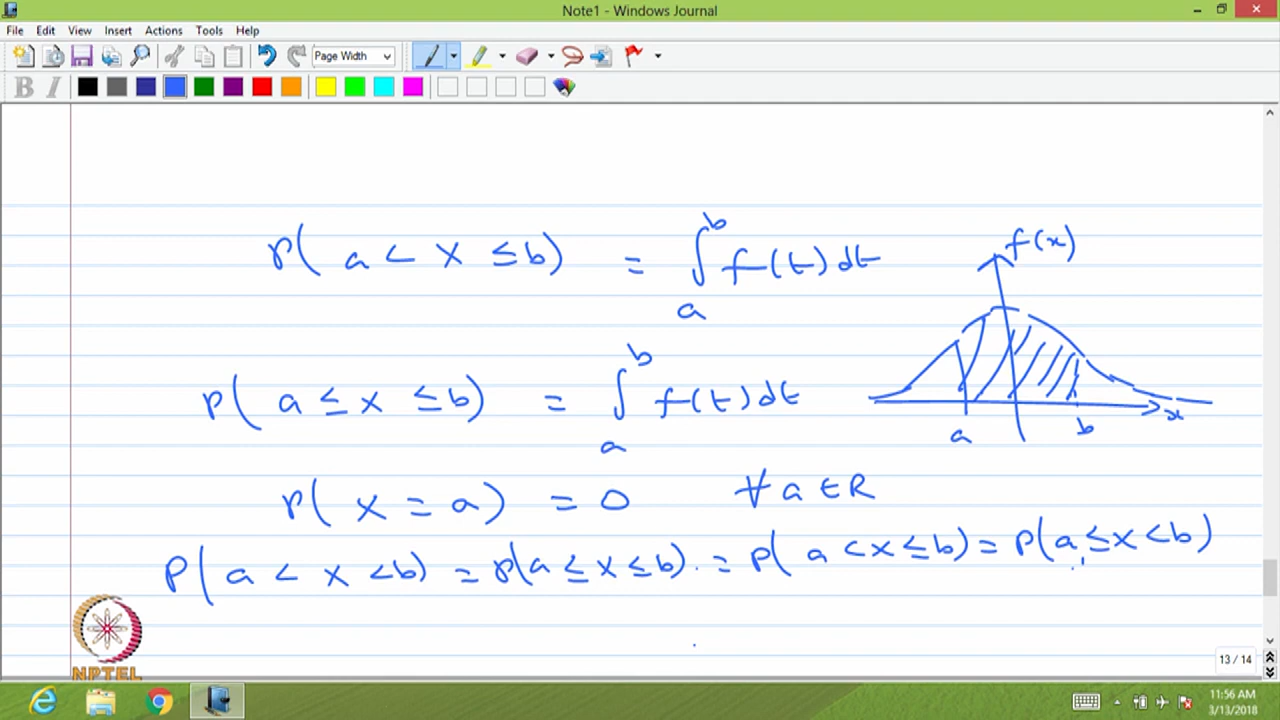 Note1 - Windows Journal
File Edit View Insert Actions Tools Help
Page Width
B I
P( a < X ≤ b) = ∫_a^b f(t) dt
f(x)
P( a ≤ x ≤ b) = ∫_a^b f(t) dt
a b x
P( X = a) = 0 ∀ a ∈ R
P( a < x < b) = P(a ≤ x ≤ b) = P( a < x ≤ b) = P(a ≤ x < b)
NPTEL
13 / 14
11:56 AM
3/13/2018